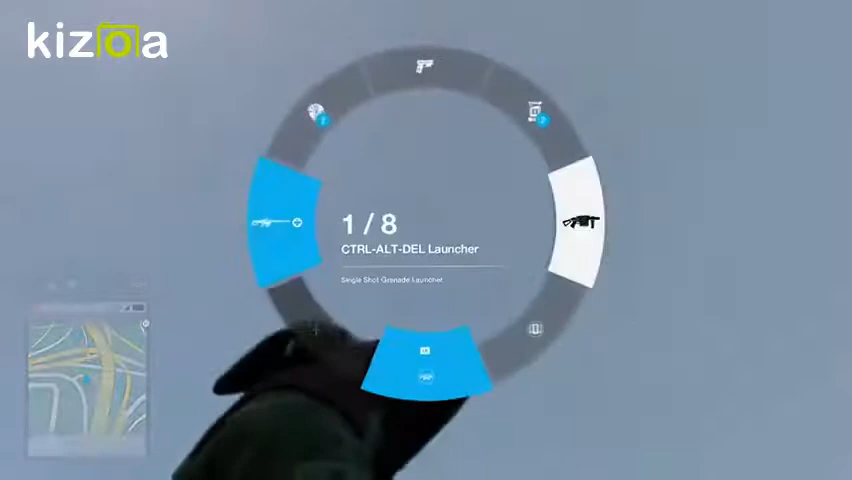 kizoa
1 / 8
CTRL-ALT-DEL Launcher
Single Shot Grenade Launcher